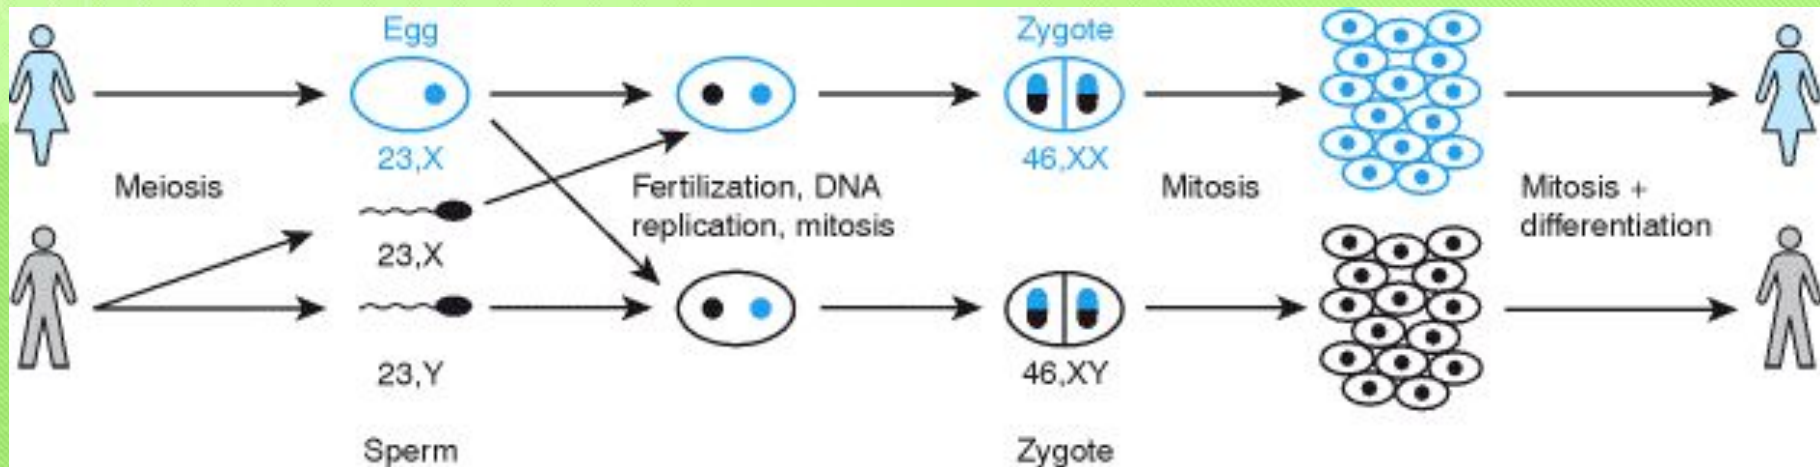 Egg
Zygote
23,X
46,XX
Meiosis
Fertilization, DNA
replication, mitosis
Mitosis
Mitosis +
differentiation
23,X
23,Y
46,XY
Sperm
Zygote